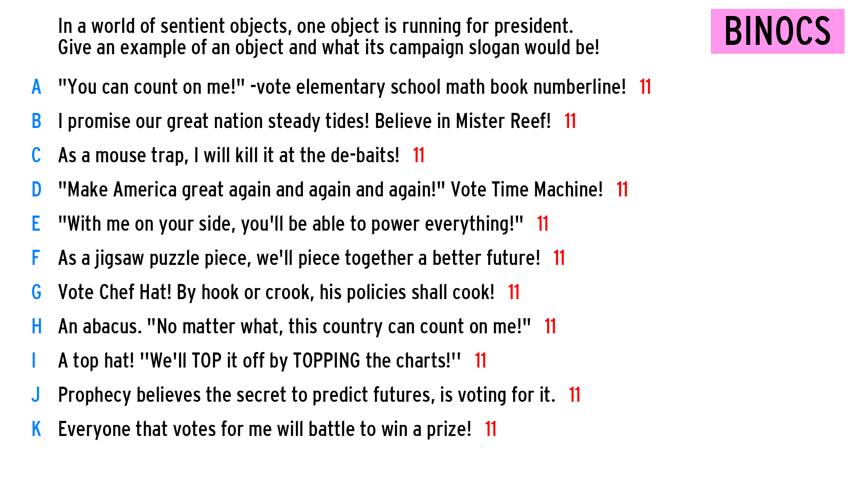 In a world of sentient objects, one object is running for president.
Give an example of an object and what its campaign slogan would be!
BINOCS
A "You can count on me!" -vote elementary school math book numberline! 11
B I promise our great nation steady tides! Believe in Mister Reef! 11
C As a mouse trap, I will kill it at the de-baits! 11
D "Make America great again and again and again!" Vote Time Machine! 11
E "With me on your side, you'll be able to power everything!" 11
F As a jigsaw puzzle piece, we'll piece together a better future! 11
G Vote Chef Hat! By hook or crook, his policies shall cook! 11
H An abacus. "No matter what, this country can count on me!" 11
I A top hat! ''We'll TOP it off by TOPPING the charts!'' 11
J Prophecy believes the secret to predict futures, is voting for it. 11
K Everyone that votes for me will battle to win a prize! 11